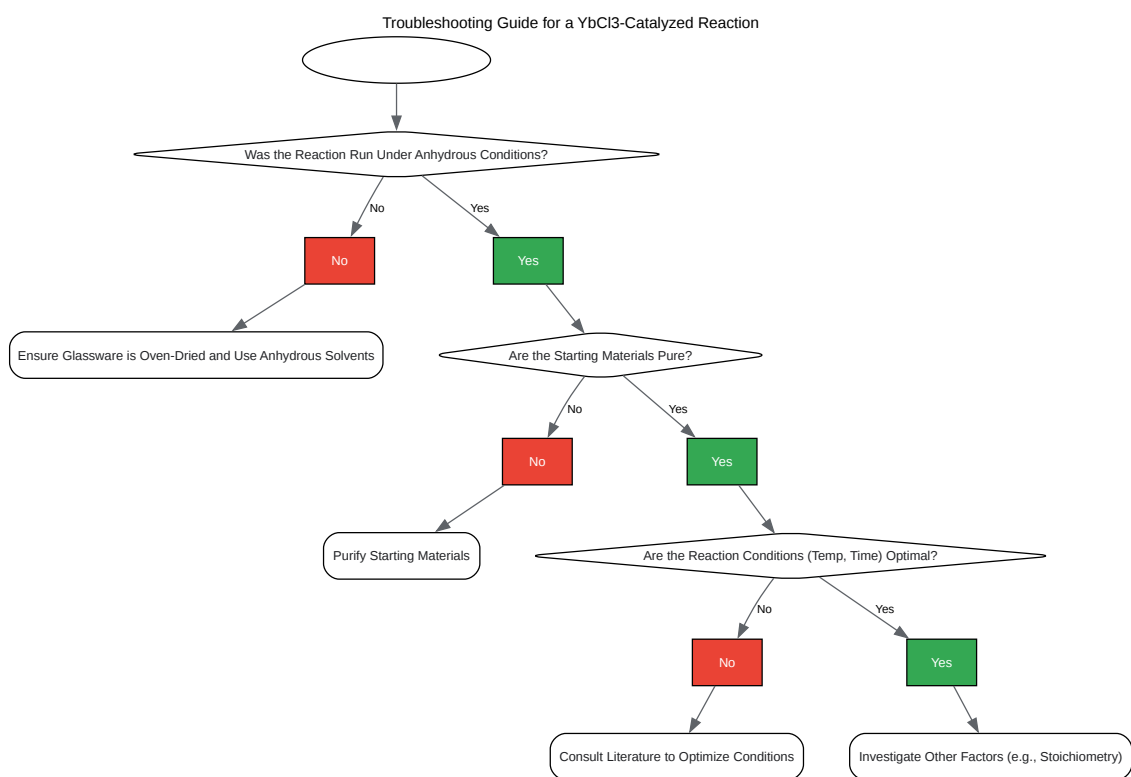 Troubleshooting Guide for a YbCl3-Catalyzed Reaction
Was the Reaction Run Under Anhydrous Conditions?
No
Yes
No
Yes
Ensure Glassware is Oven-Dried and Use Anhydrous Solvents
Are the Starting Materials Pure?
No
Yes
No
Yes
Purify Starting Materials
Are the Reaction Conditions (Temp, Time) Optimal?
No
Yes
No
Yes
Consult Literature to Optimize Conditions
Investigate Other Factors (e.g., Stoichiometry)